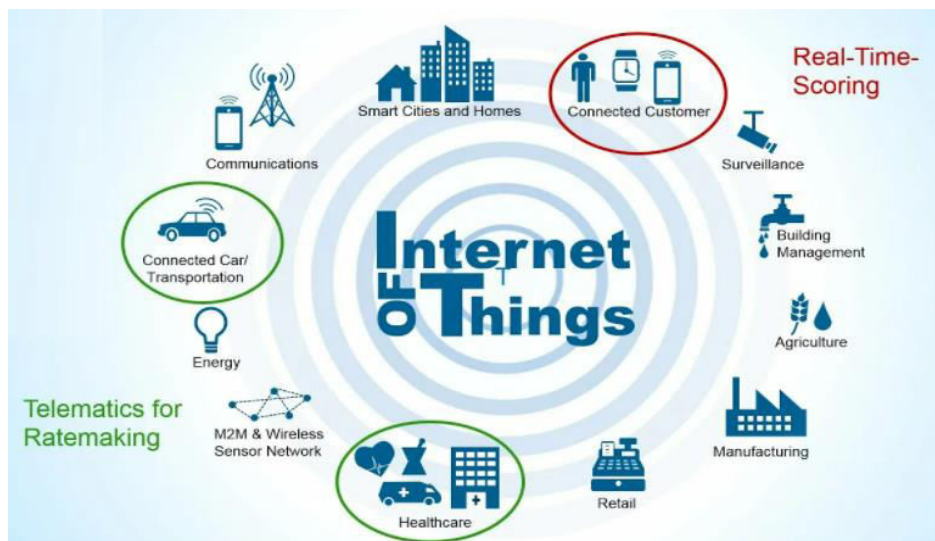 Real-Time-
Scoring
Smart Cities and Homes
Connected Customer
Communications
Surveillance
Connected Car/
Transportation
Building
Management
Internet
OF Things
Energy
Agriculture
Telematics for
Ratemaking
M2M & Wireless
Sensor Network
Manufacturing
Retail
Healthcare